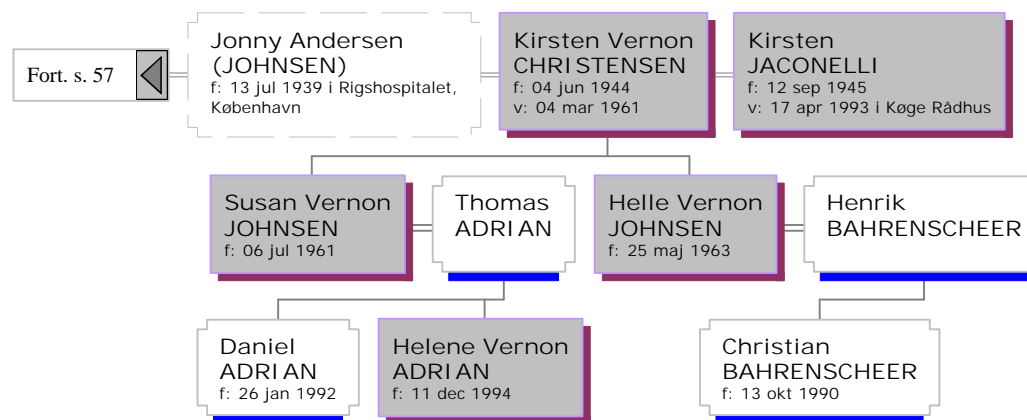 Fort. s. 57
Jonny Andersen
(JOHNSEN)
f: 13 jul 1939 i Rigshospitalet,
København
Kirsten Vernon
CHRISTENSEN
f: 04 jun 1944
v: 04 mar 1961
Kirsten
JACONELLI
f: 12 sep 1945
v: 17 apr 1993 i Køge Rådhus
Susan Vernon
JOHNSEN
f: 06 jul 1961
Thomas
ADRIAN
Helle Vernon
JOHNSEN
f: 25 maj 1963
Henrik
BAHRENSCHEER
Daniel
ADRIAN
f: 26 jan 1992
Helene Vernon
ADRIAN
f: 11 dec 1994
Christian
BAHRENSCHEER
f: 13 okt 1990